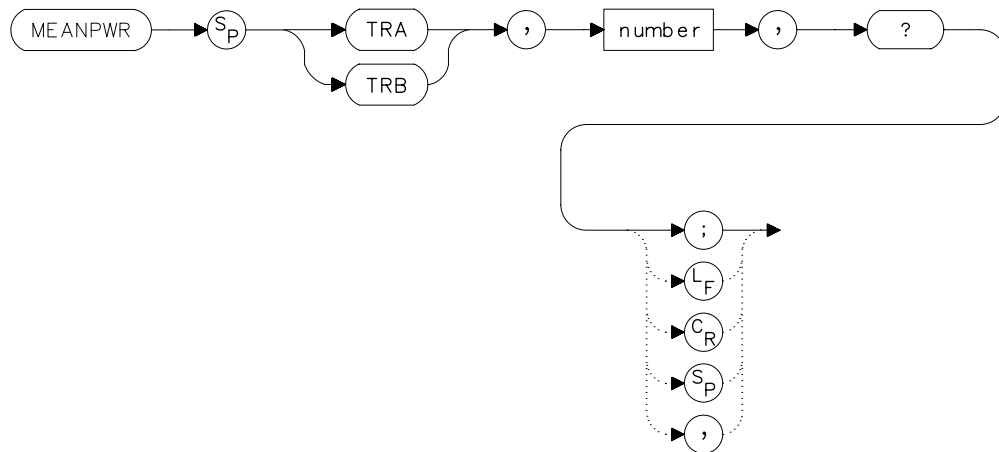 MEANPWR SP TRA , number , ?
TRB
;
LF
CR
SP
,